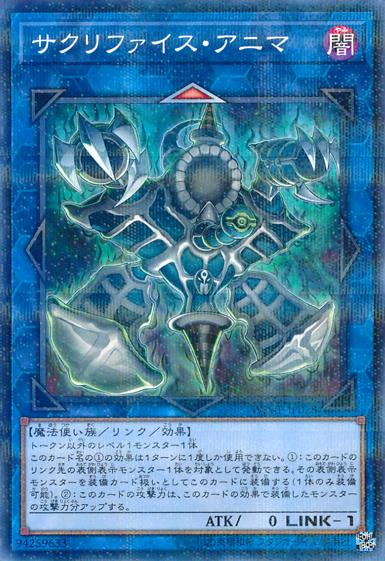 サクリファイス・アニマ
闇
【魔法使い族／リンク／効果】
トークン以外のレベル1モンスター1体
このカード名の①の効果は1ターンに1度しか使用できない。①：このカードの
リンク先の表側表示モンスター1体を対象として発動できる。その表側表示
モンスターを装備カード扱いとしてこのカードに装備する（1体のみ装備
可能）。②：このカードの攻撃力は、このカードの効果で装備したモンスター
の攻撃力分アップする。
ATK/ 0 LINK-1
94259633